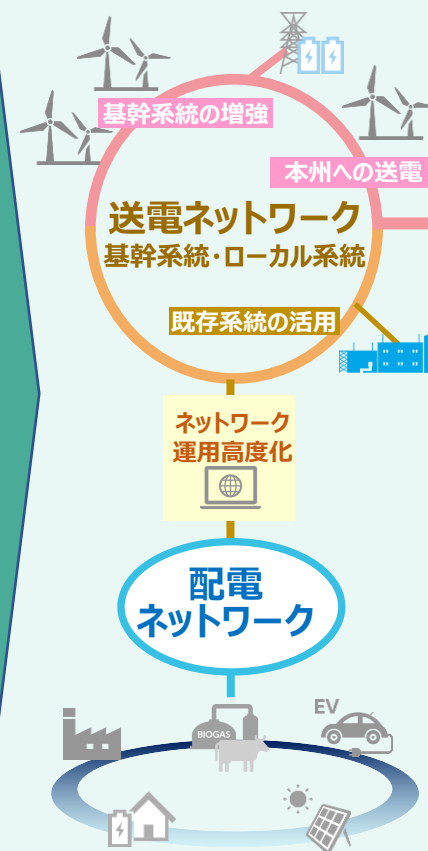 基幹系統の増強
本州への送電
送電ネットワーク
基幹系統・ローカル系統
既存系統の活用
ネットワーク
運用高度化
配電
ネットワーク
BIOGAS
EV